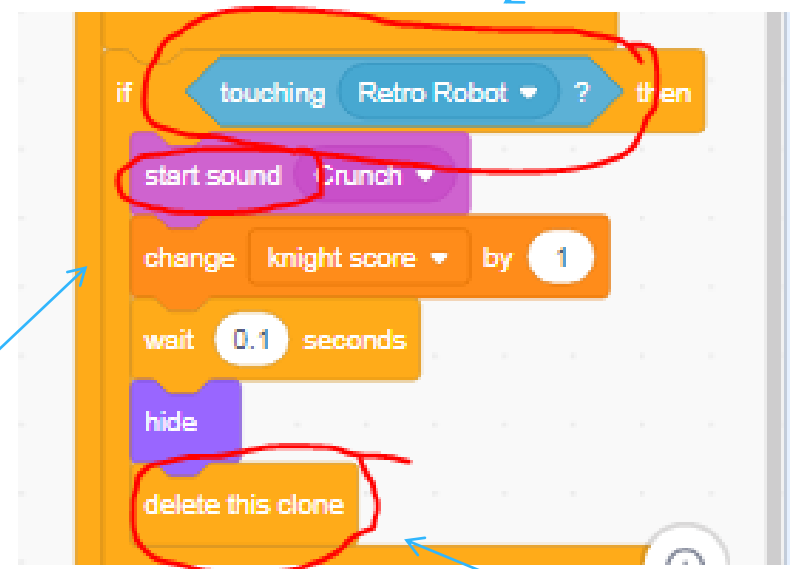 if touching Retro Robot ? then
start sound Crunch
change knight score by 1
wait 0.1 seconds
hide
delete this clone